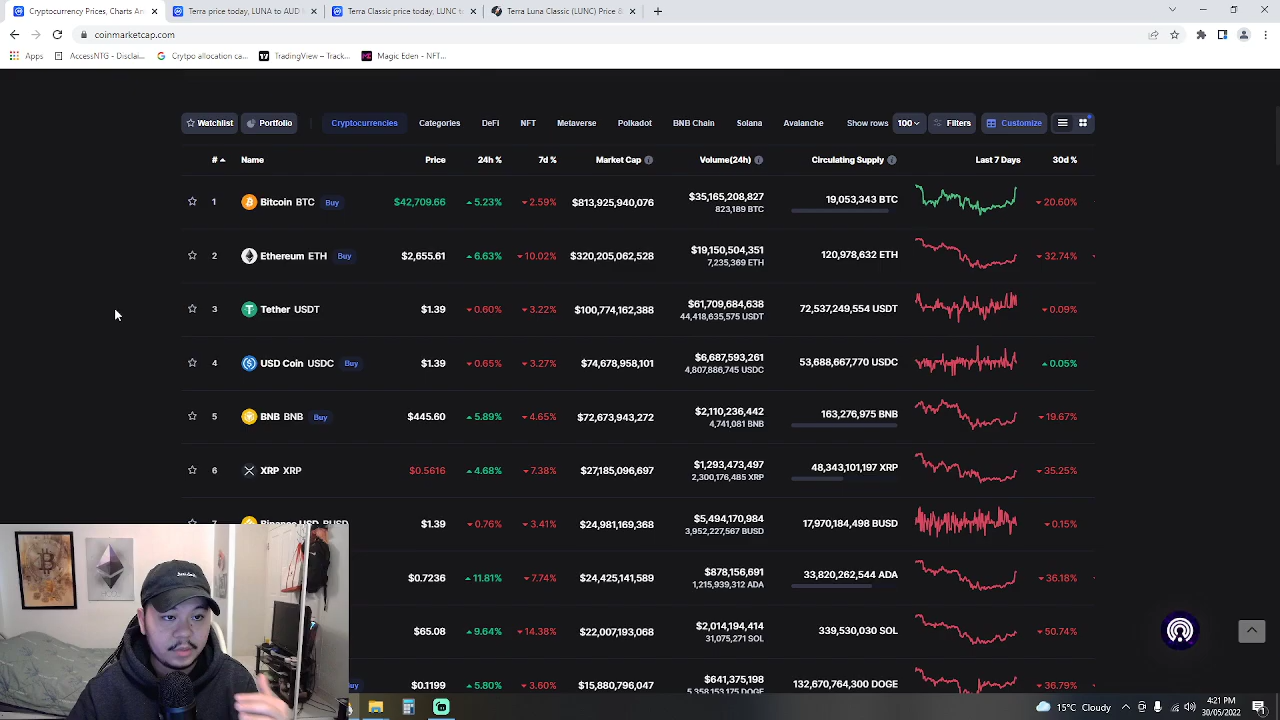 Cryptocurrency Prices, Charts An
Terra price today, LUNA to AUD
Terra Classic price today, LUNC to
Terra Luna Classic (LUNC) Price &
coinmarketcap.com
Apps
AccessNTG - Disclai...
Crytpo allocation -...
TradingView – Track...
Magic Eden - NFT...
Watchlist Portfolio Cryptocurrencies Categories DeFi NFT Metaverse Polkadot BNB Chain Solana Avalanche Show rows 100 Filters Customize
# Name Price 24h % 7d % Market Cap Volume(24h) Circulating Supply Last 7 Days 30d %
1 Bitcoin BTC Buy $42,709.66 5.23% 2.59% $813,925,940,076 $35,165,208,827 19,053,343 BTC 20.60%
823,189 BTC
2 Ethereum ETH Buy $2,655.61 6.63% 10.02% $320,205,062,528 $19,150,504,351 120,978,632 ETH 32.74%
7,235,369 ETH
3 Tether USDT $1.39 0.60% 3.22% $100,774,162,388 $61,709,684,638 72,537,249,554 USDT 0.09%
44,418,635,575 USDT
4 USD Coin USDC Buy $1.39 0.65% 3.27% $74,678,958,101 $6,687,593,261 53,688,667,770 USDC 0.05%
4,807,886,745 USDC
5 BNB BNB Buy $445.60 5.89% 4.65% $72,673,943,272 $2,110,236,442 163,276,975 BNB 19.67%
4,741,081 BNB
6 XRP XRP $0.5616 4.68% 7.38% $27,185,096,697 $1,293,473,497 48,343,101,197 XRP 35.25%
2,300,176,485 XRP
7 Binance USD BUSD $1.39 0.76% 3.41% $24,981,169,368 $5,494,170,984 17,970,184,498 BUSD 0.15%
3,952,227,567 BUSD
$0.7236 11.81% 7.74% $24,425,141,589 $878,156,691 33,820,262,544 ADA 36.18%
1,215,939,312 ADA
$65.08 9.64% 14.38% $22,007,193,068 $2,014,194,414 339,530,030 SOL 50.74%
31,075,271 SOL
Buy $0.1199 5.80% 3.60% $15,880,796,047 $641,375,198 132,670,764,300 DOGE 36.79%
5,358,153,175 DOGE
15°C Cloudy
4:21 PM
30/05/2022